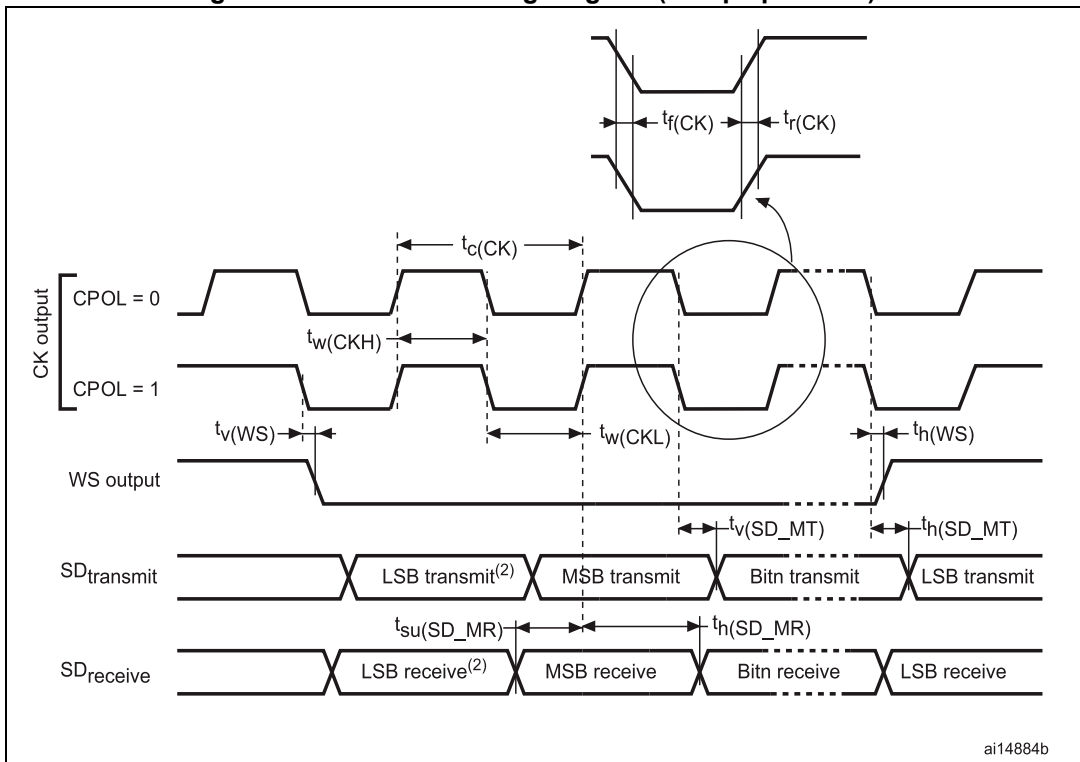 tf(CK)
tr(CK)
tc(CK)
CK output
CPOL = 0
tw(CKH)
CPOL = 1
tv(WS)
tw(CKL)
th(WS)
WS output
tv(SD_MT)
th(SD_MT)
SDtransmit
LSB transmit(2)
MSB transmit
Bitn transmit
LSB transmit
tsu(SD_MR)
th(SD_MR)
SDreceive
LSB receive(2)
MSB receive
Bitn receive
LSB receive
ai14884b